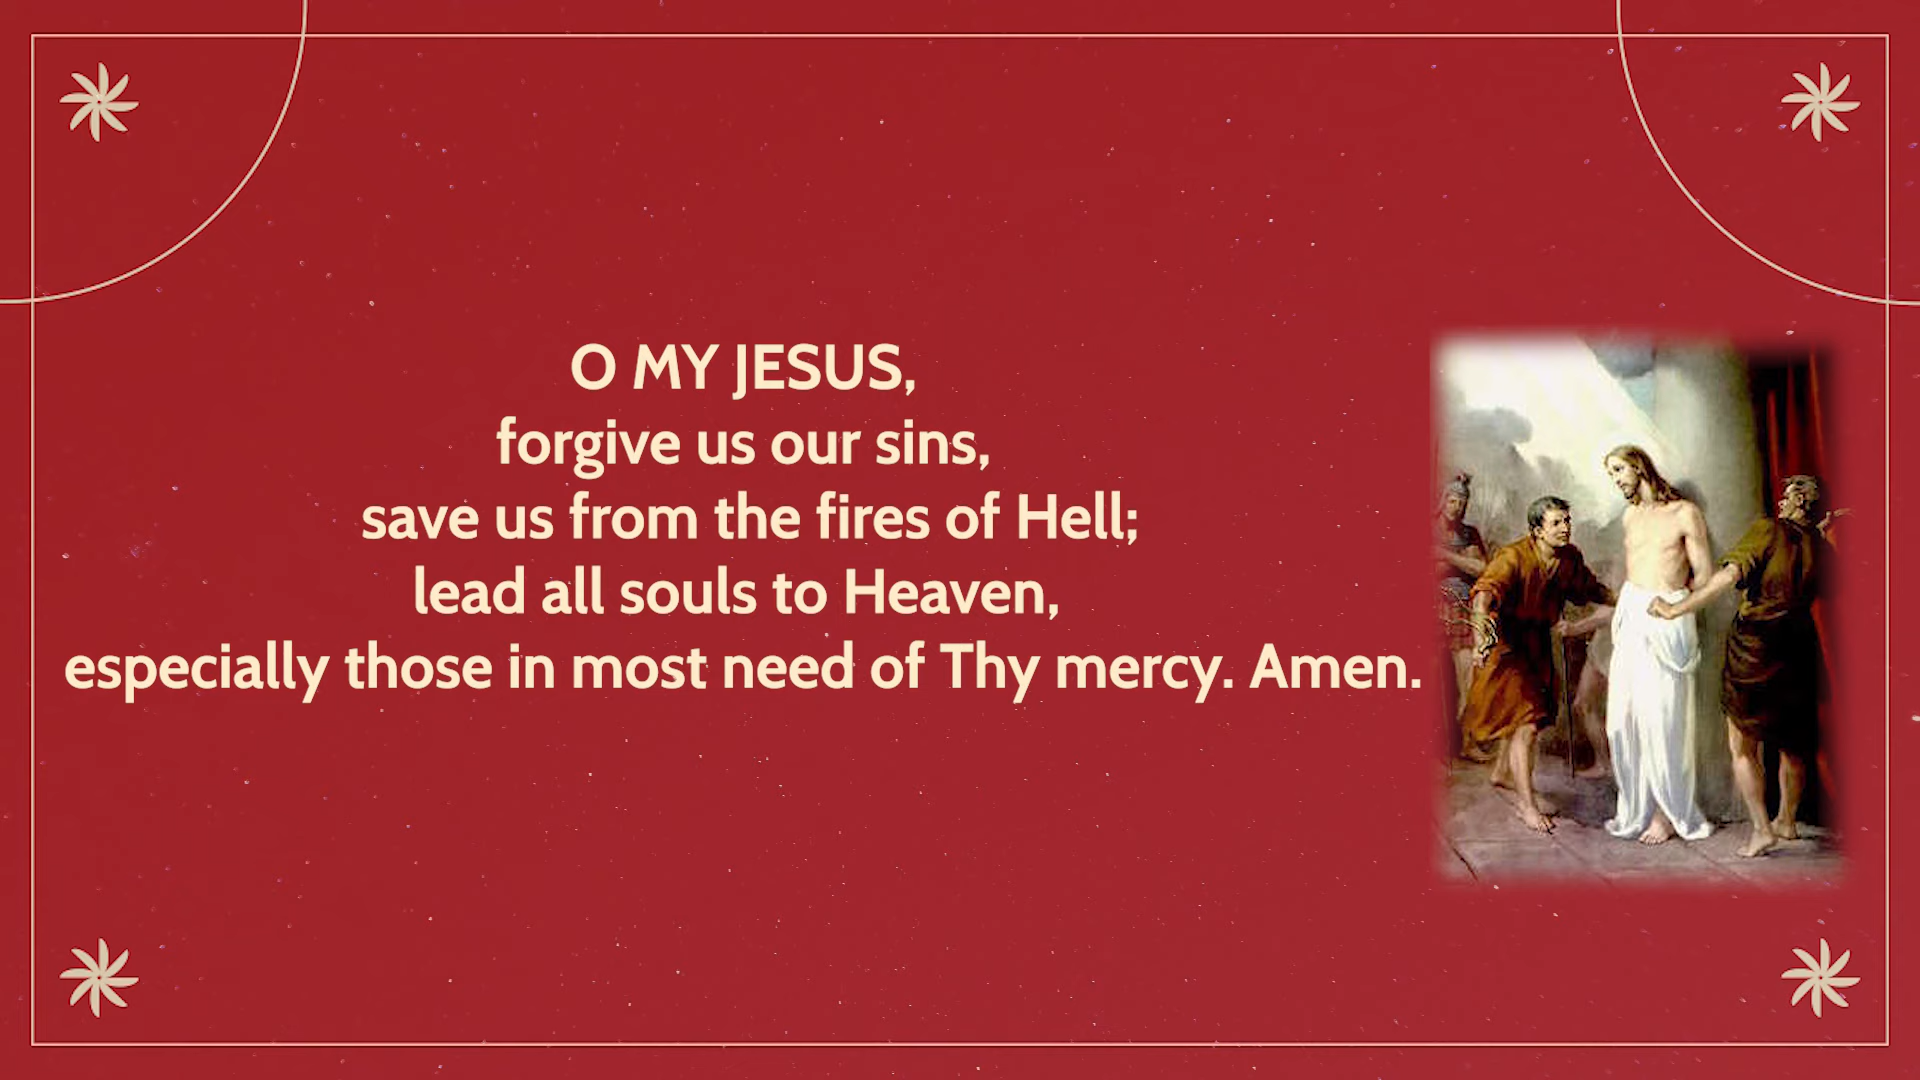 O MY JESUS,
forgive us our sins,
save us from the fires of Hell;
lead all souls to Heaven,
especially those in most need of Thy mercy. Amen.